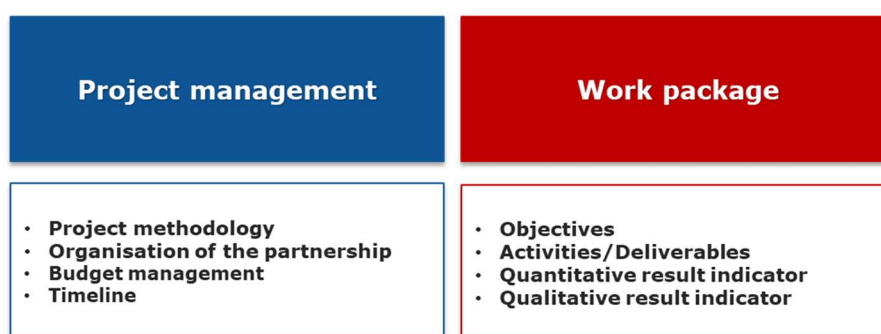 Project management
Work package
• Project methodology
• Organisation of the partnership
• Budget management
• Timeline
• Objectives
• Activities/Deliverables
• Quantitative result indicator
• Qualitative result indicator